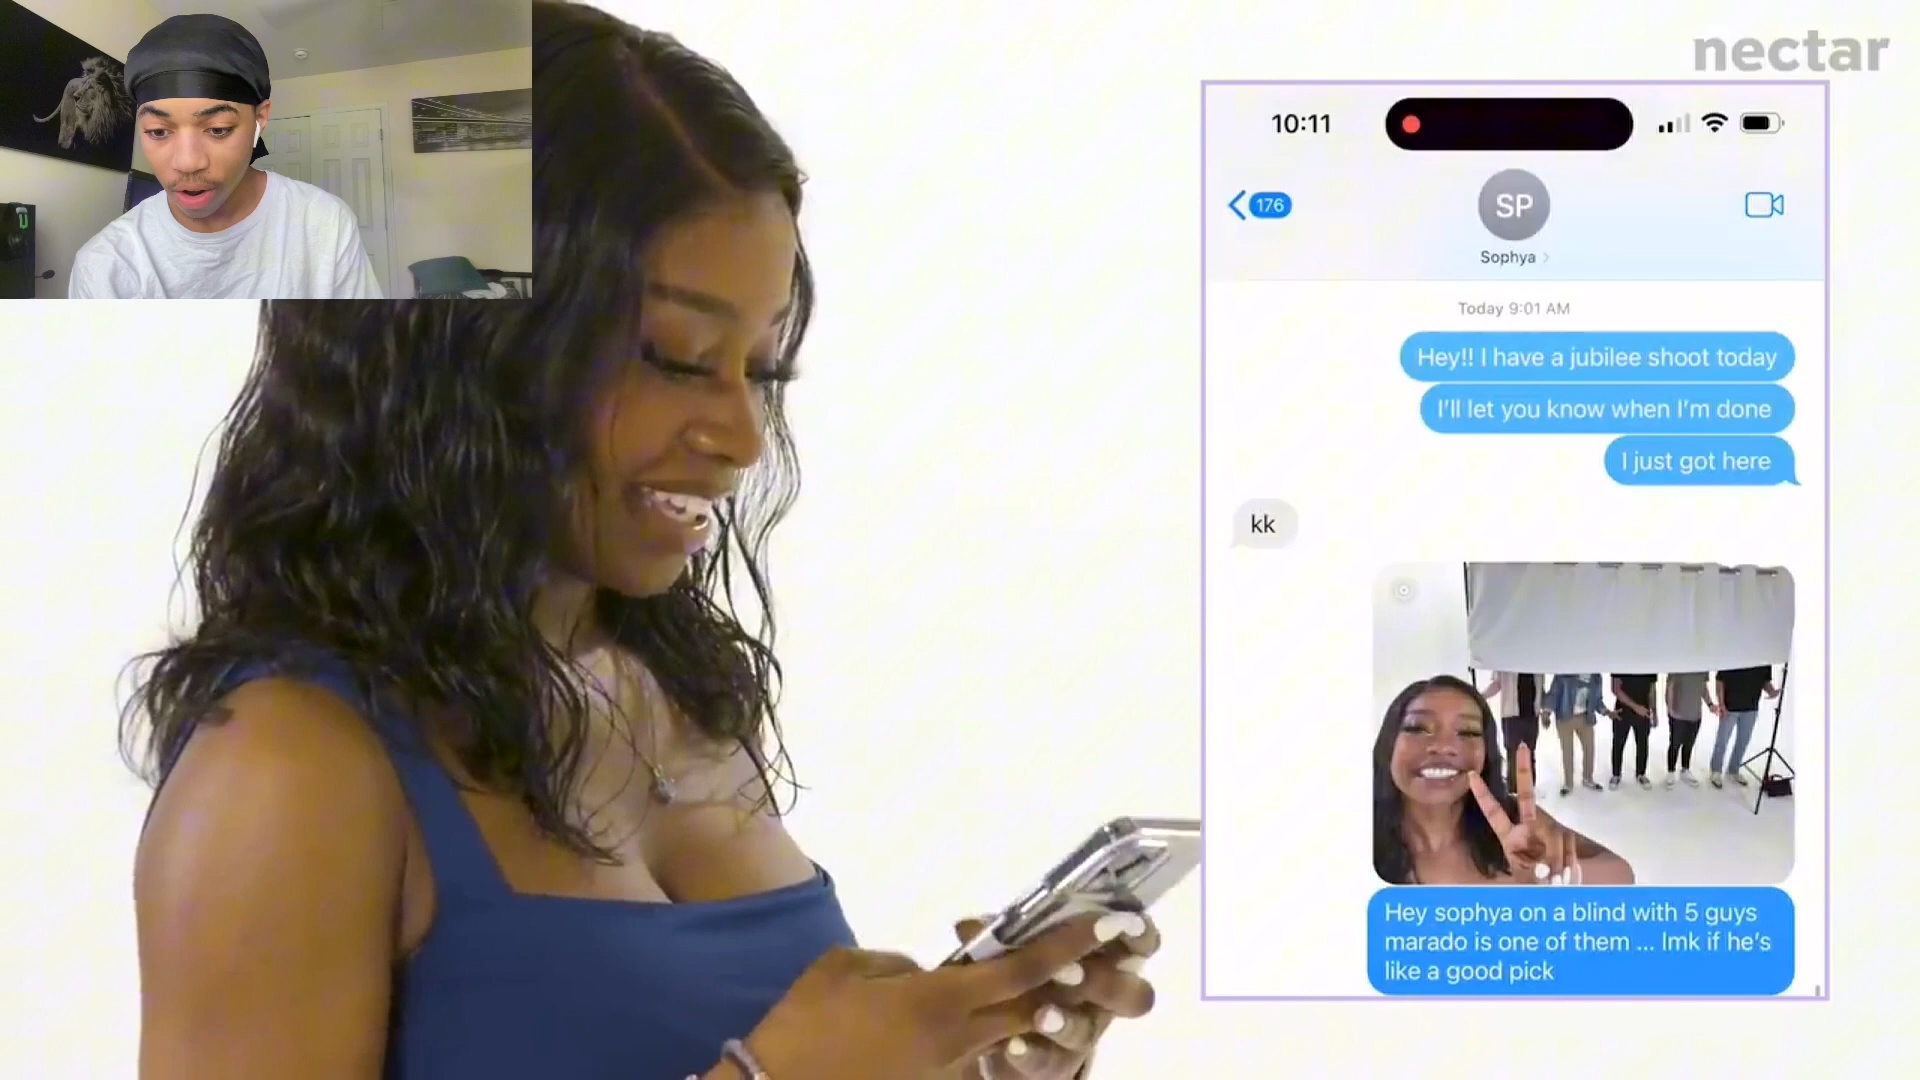 nectar
10:11
176
SP
Sophya
Today 9:01 AM
Hey!! I have a jubilee shoot today
I'll let you know when I'm done
I just got here
kk
Hey sophya on a blind with 5 guys
marado is one of them ... lmk if he's
like a good pick